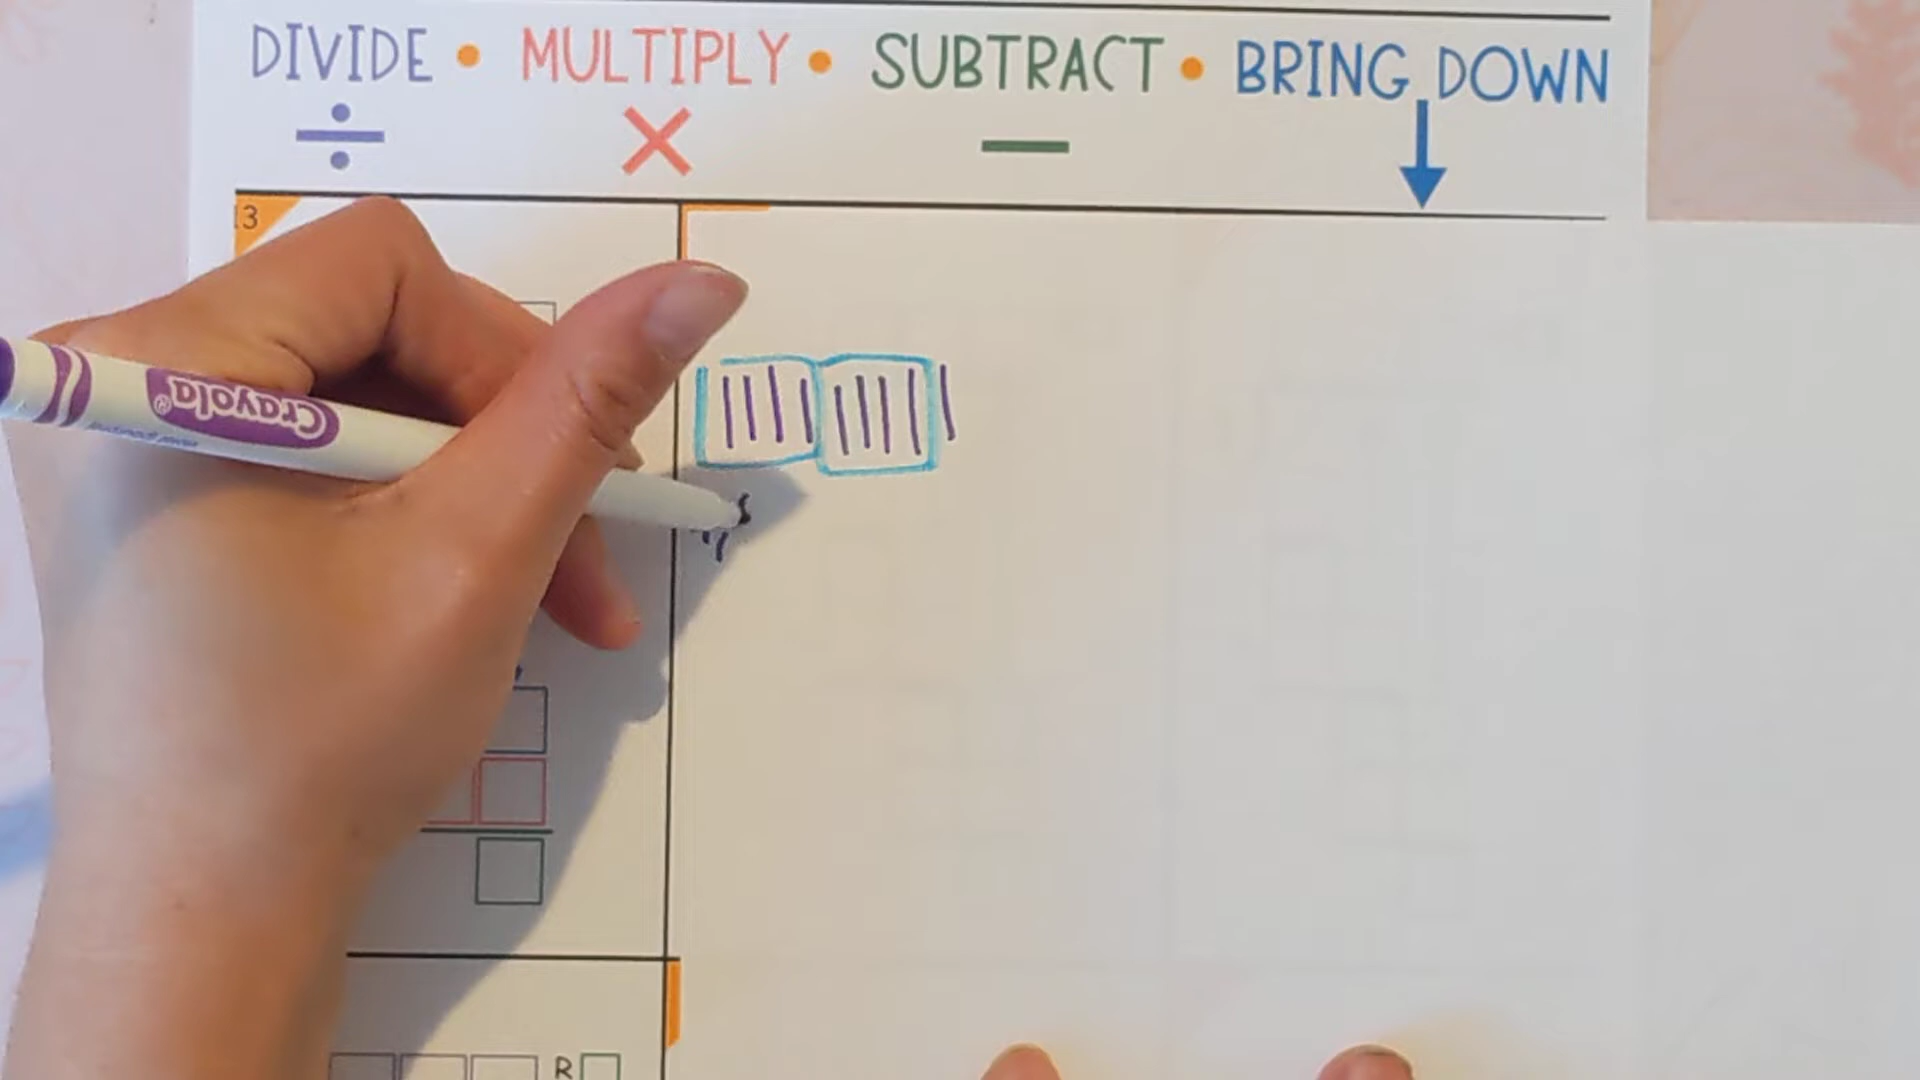 DIVIDE • MULTIPLY • SUBTRACT • BRING DOWN
÷ × −
13
Crayola®
R